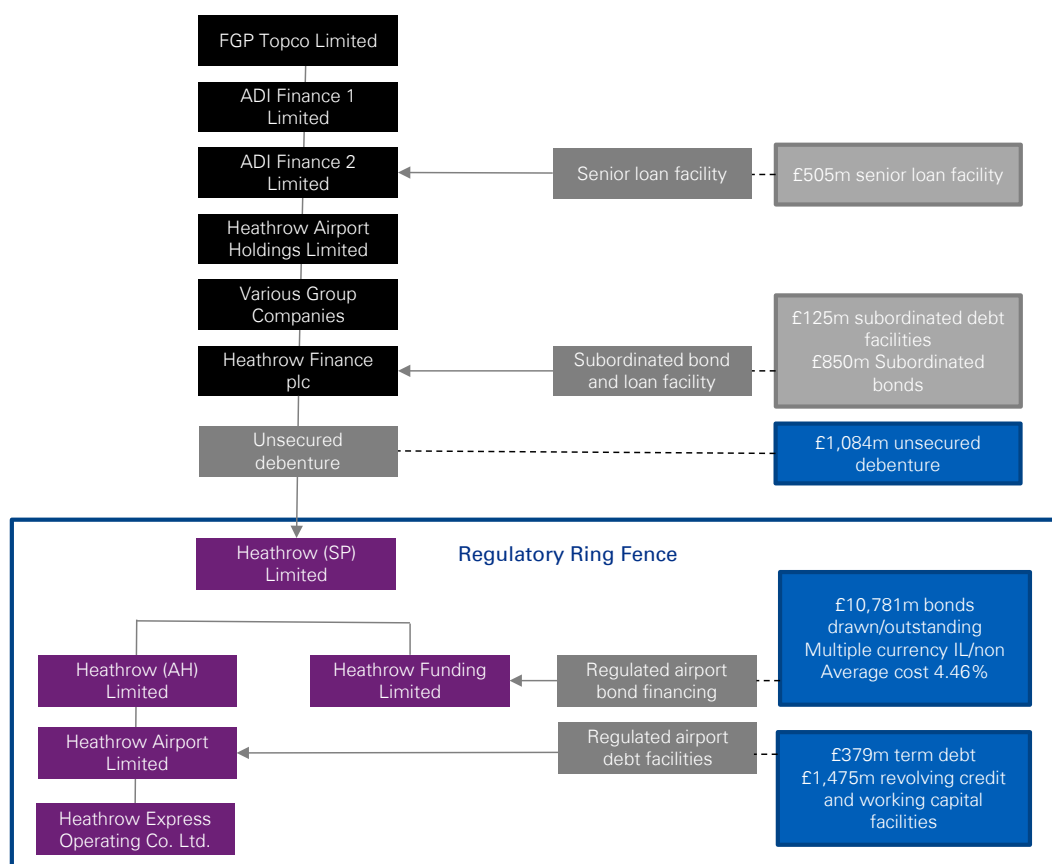 FGP Topco Limited
ADI Finance 1
Limited
ADI Finance 2
Limited
Senior loan facility
£505m senior loan facility
Heathrow Airport
Holdings Limited
Various Group
Companies
Heathrow Finance
plc
Subordinated bond
and loan facility
£125m subordinated debt
facilities
£850m Subordinated
bonds
Unsecured
debenture
£1,084m unsecured
debenture
Heathrow (SP)
Limited
Regulatory Ring Fence
Heathrow (AH)
Limited
Heathrow Funding
Limited
Regulated airport
bond financing
£10,781m bonds
drawn/outstanding
Multiple currency IL/non
Average cost 4.46%
Heathrow Airport
Limited
Regulated airport
debt facilities
£379m term debt
£1,475m revolving credit
and working capital
facilities
Heathrow Express
Operating Co. Ltd.